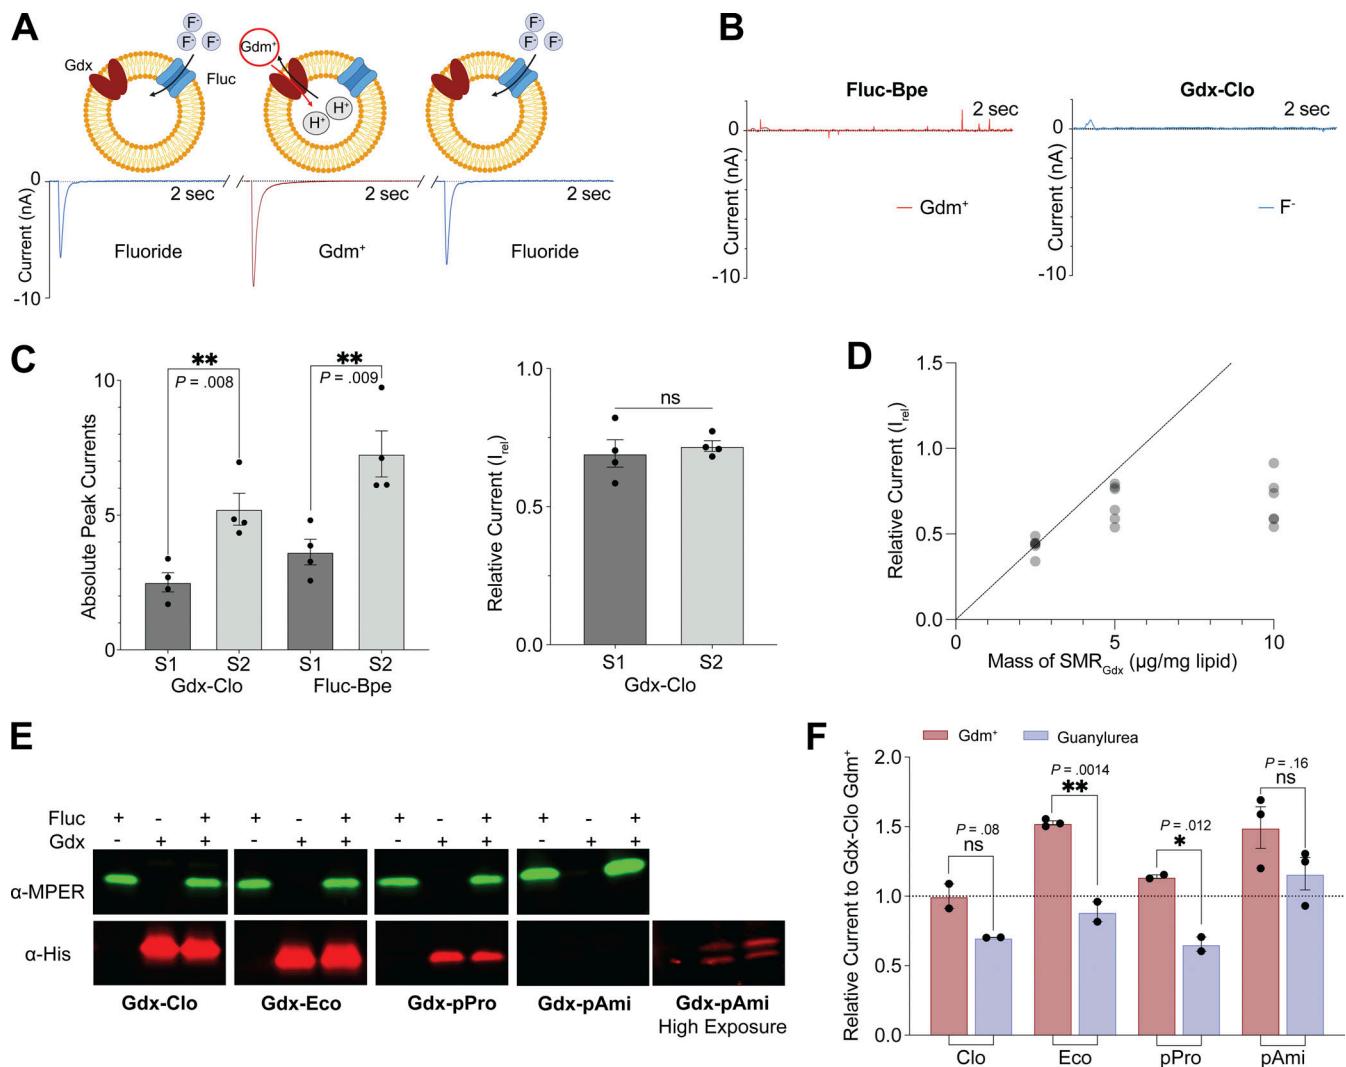 A
F⁻
F⁻ F⁻
Gdx
Fluc
Gdm⁺
H⁺
H⁺
F⁻
F⁻ F⁻
0
-10
Current (nA)
2 sec
Fluoride
2 sec
Gdm⁺
2 sec
Fluoride
B
Fluc-Bpe
2 sec
0
-10
Current (nA)
Gdm⁺
Gdx-Clo
2 sec
0
-10
Current (nA)
F⁻
C
Absolute Peak Currents
10
5
0
**
P = .008
**
P = .009
S1 S2 S1 S2
Gdx-Clo Fluc-Bpe
Relative Current (Irel)
1.0
0.5
0.0
ns
S1 S2
Gdx-Clo
D
Relative Current (Irel)
1.5
1.0
0.5
0.0
0 5 10
Mass of SMRGdx (µg/mg lipid)
E
Fluc + - + + - + + - + + - +
Gdx - + + - + + - + + - + +
α-MPER
α-His
Gdx-Clo Gdx-Eco Gdx-pPro Gdx-pAmi Gdx-pAmi
High Exposure
F
Gdm⁺ Guanylurea
Relative Current to Gdx-Clo Gdm⁺
2.0
1.5
1.0
0.5
0.0
P = .08
ns
P = .0014
**
P = .012
*
P = .16
ns
Clo Eco pPro pAmi